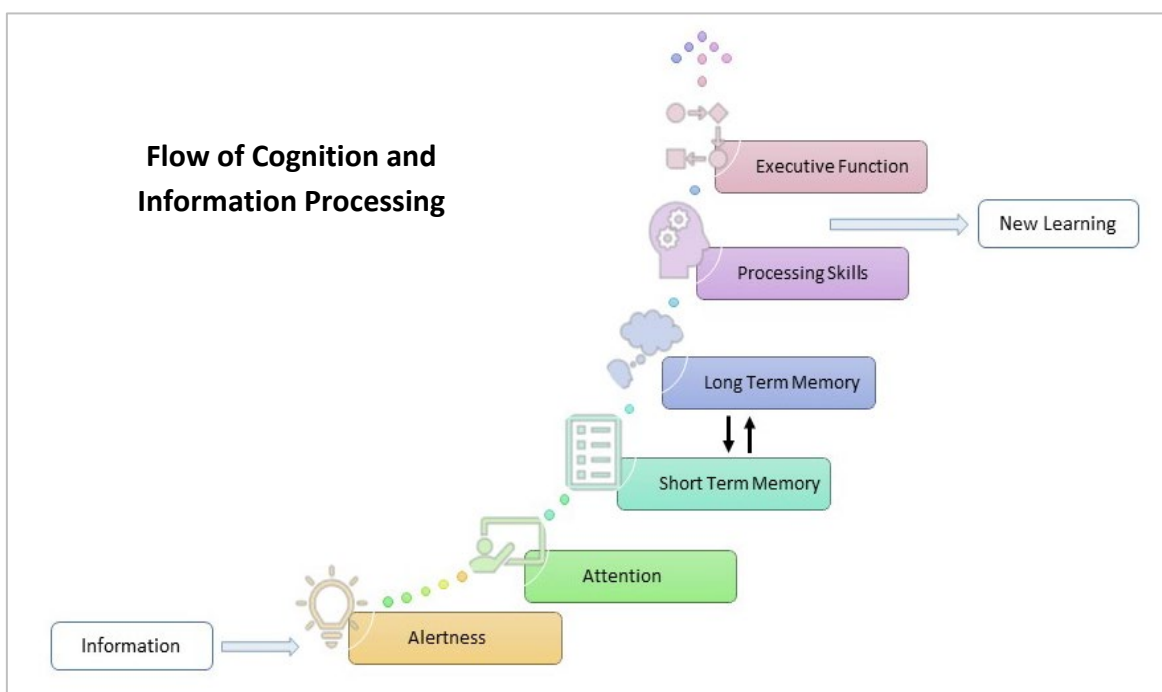 Flow of Cognition and
Information Processing
Executive Function
New Learning
Processing Skills
Long Term Memory
Short Term Memory
Attention
Alertness
Information